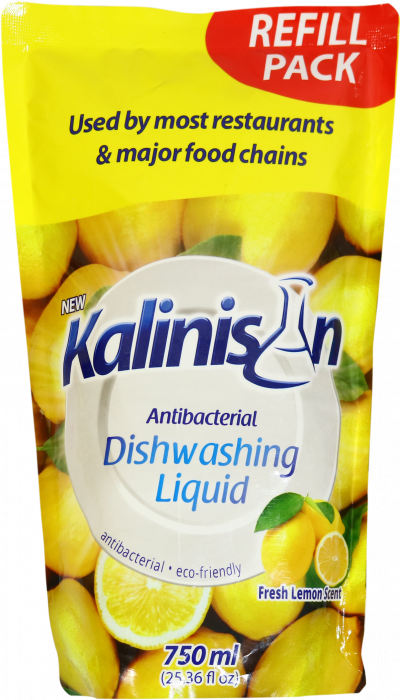 REFILL
PACK
Used by most restaurants
& major food chains
NEW
Kalinisan
Antibacterial
Dishwashing
Liquid
antibacterial • eco-friendly
Fresh Lemon Scent
750 ml
(25.36 fl oz)